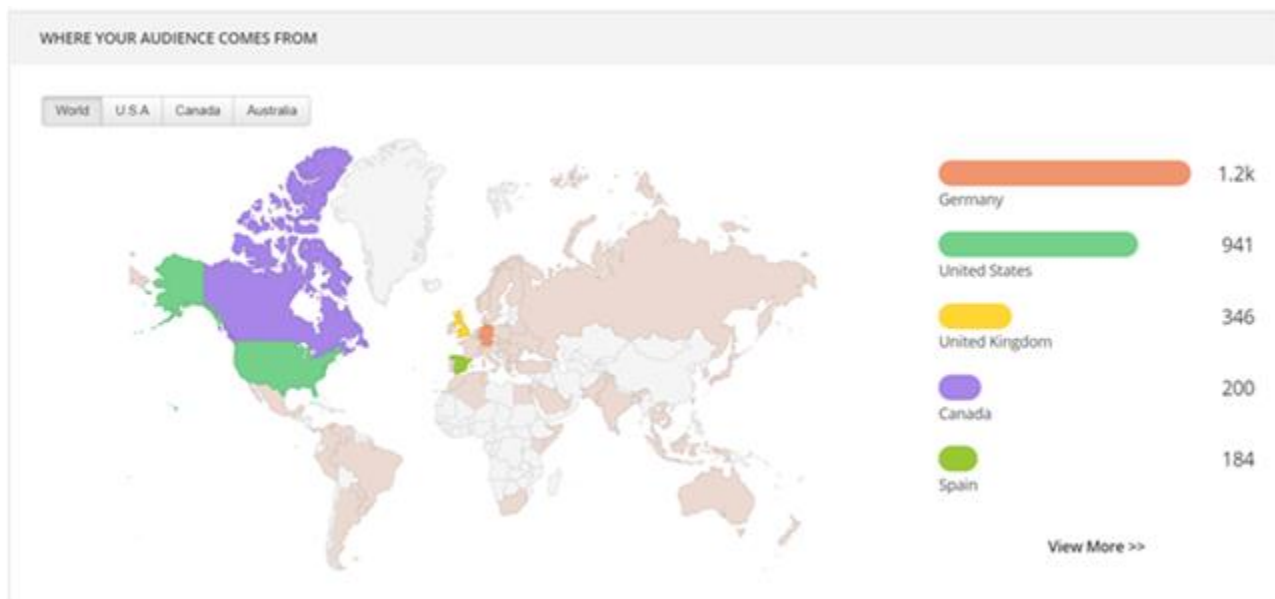 WHERE YOUR AUDIENCE COMES FROM
World U.S.A Canada Australia
1.2k
Germany
941
United States
346
United Kingdom
200
Canada
184
Spain
View More >>